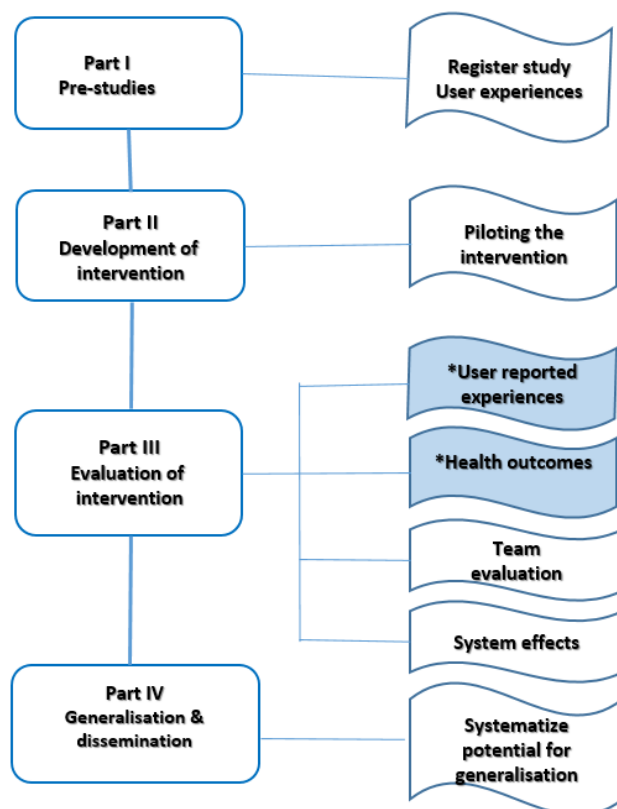 Part I
Pre-studies
Register study
User experiences
Part II
Development of
intervention
Piloting the
intervention
Part III
Evaluation of
intervention
*User reported
experiences
*Health outcomes
Team
evaluation
System effects
Part IV
Generalisation &
dissemination
Systematize
potential for
generalisation